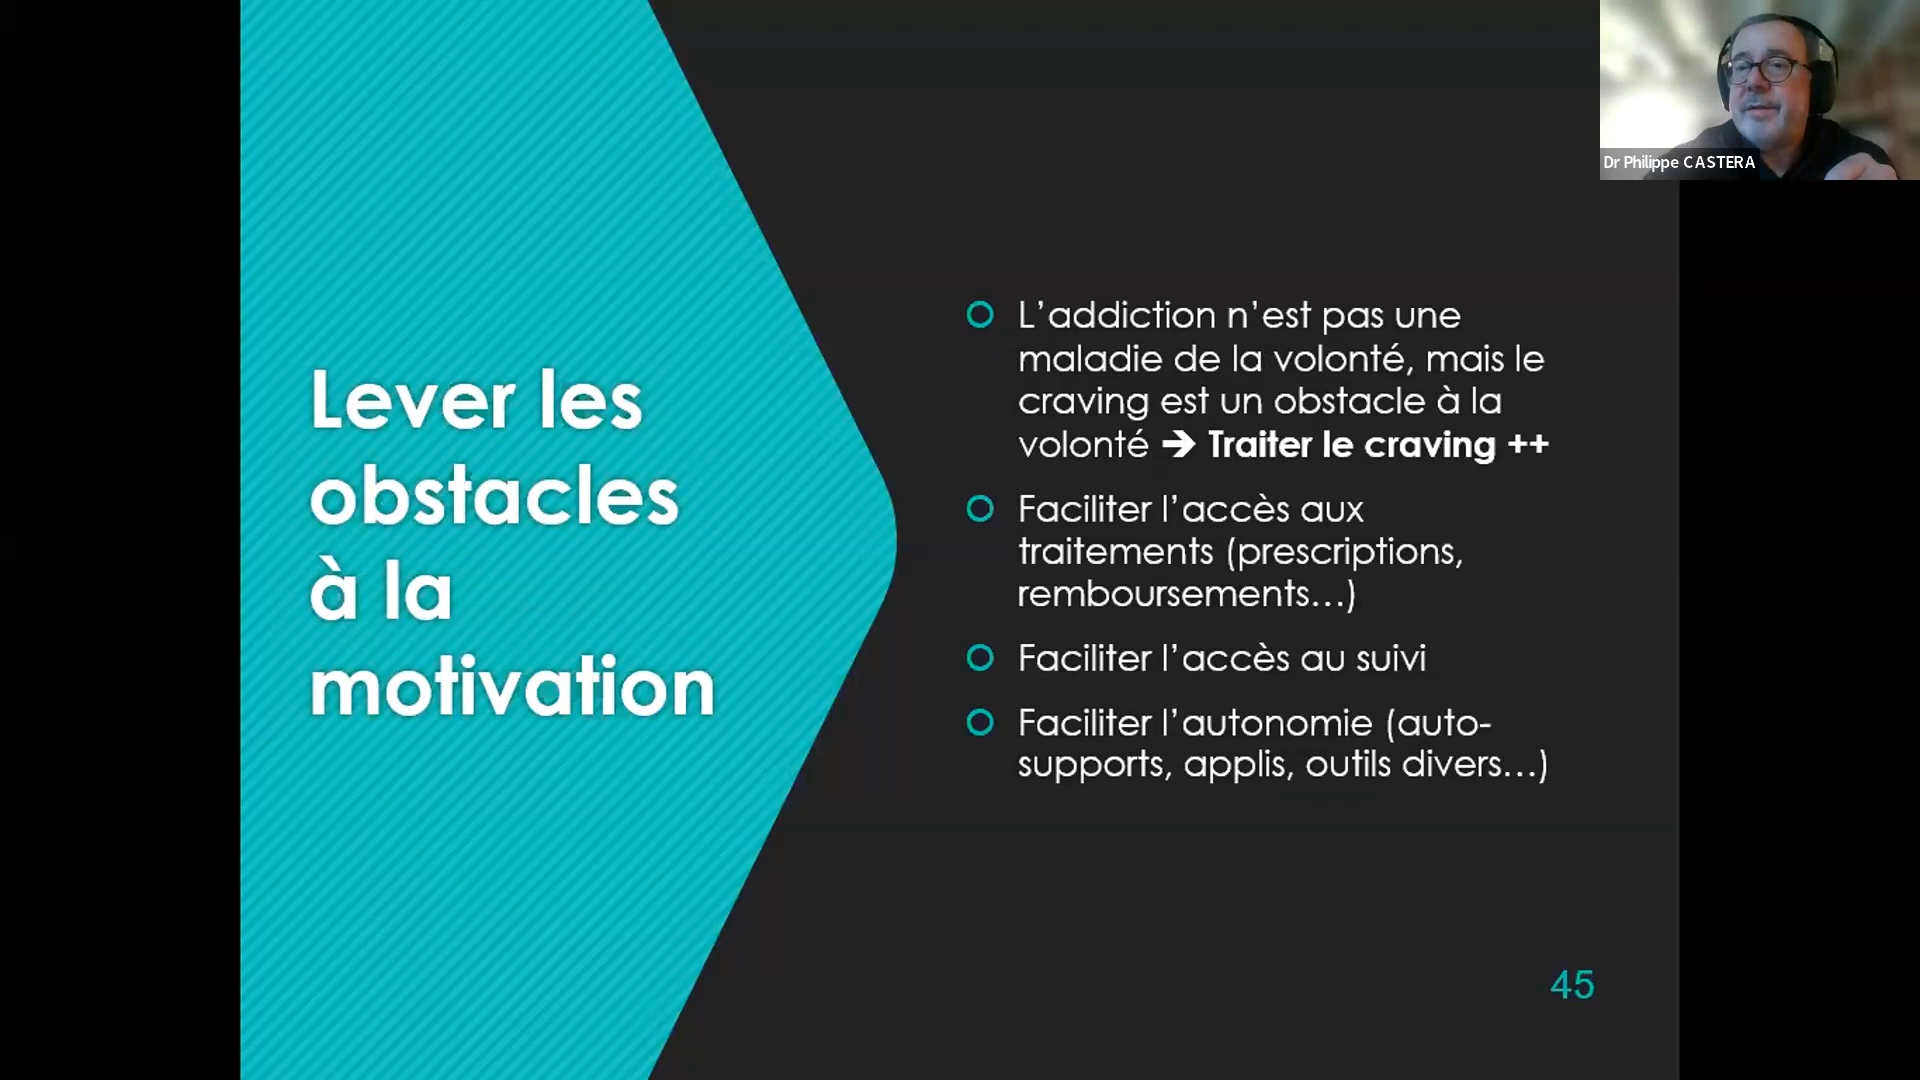 Dr Philippe CASTERA
Lever les
obstacles
à la
motivation
L’addiction n’est pas une
maladie de la volonté, mais le
craving est un obstacle à la
volonté ➔ Traiter le craving ++
Faciliter l’accès aux
traitements (prescriptions,
remboursements…)
Faciliter l’accès au suivi
Faciliter l’autonomie (auto-
supports, applis, outils divers…)
45